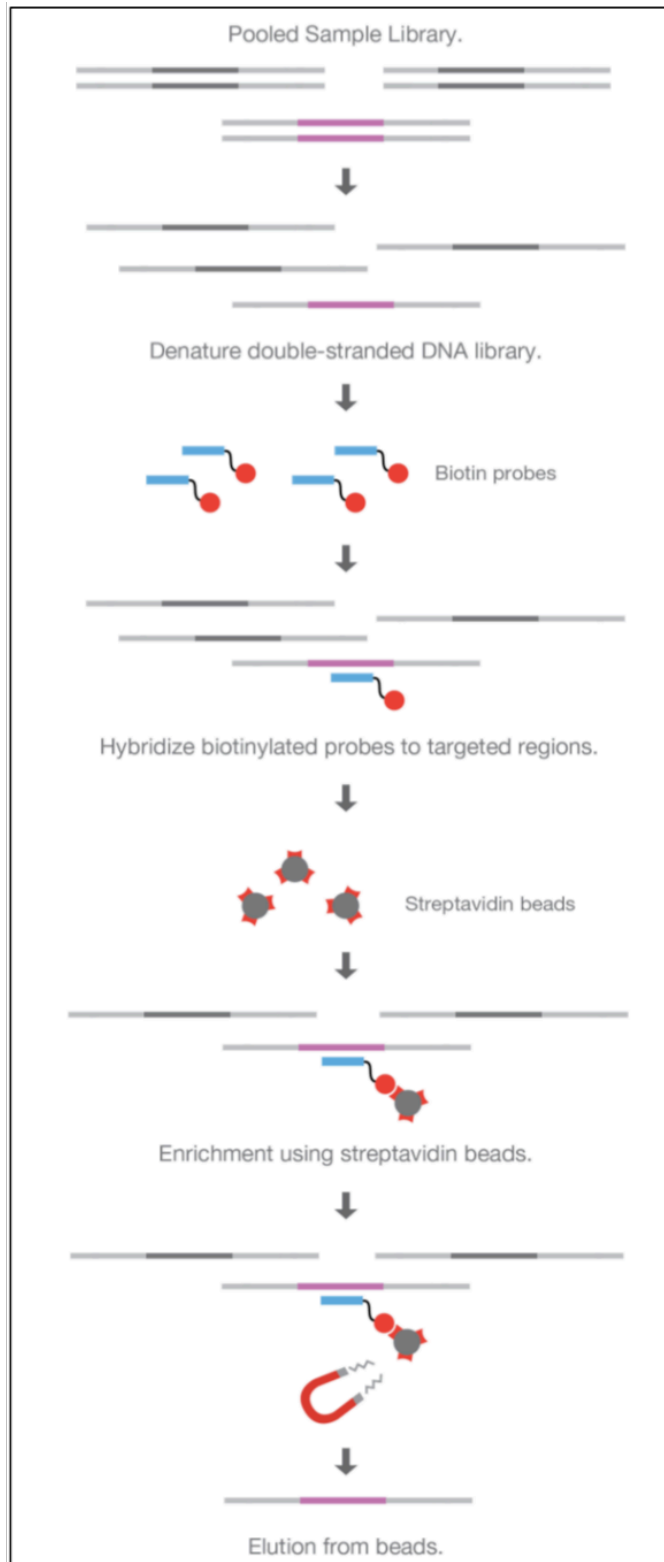 Pooled Sample Library.
Denature double-stranded DNA library.
Biotin probes
Hybridize biotinylated probes to targeted regions.
Streptavidin beads
Enrichment using streptavidin beads.
Elution from beads.